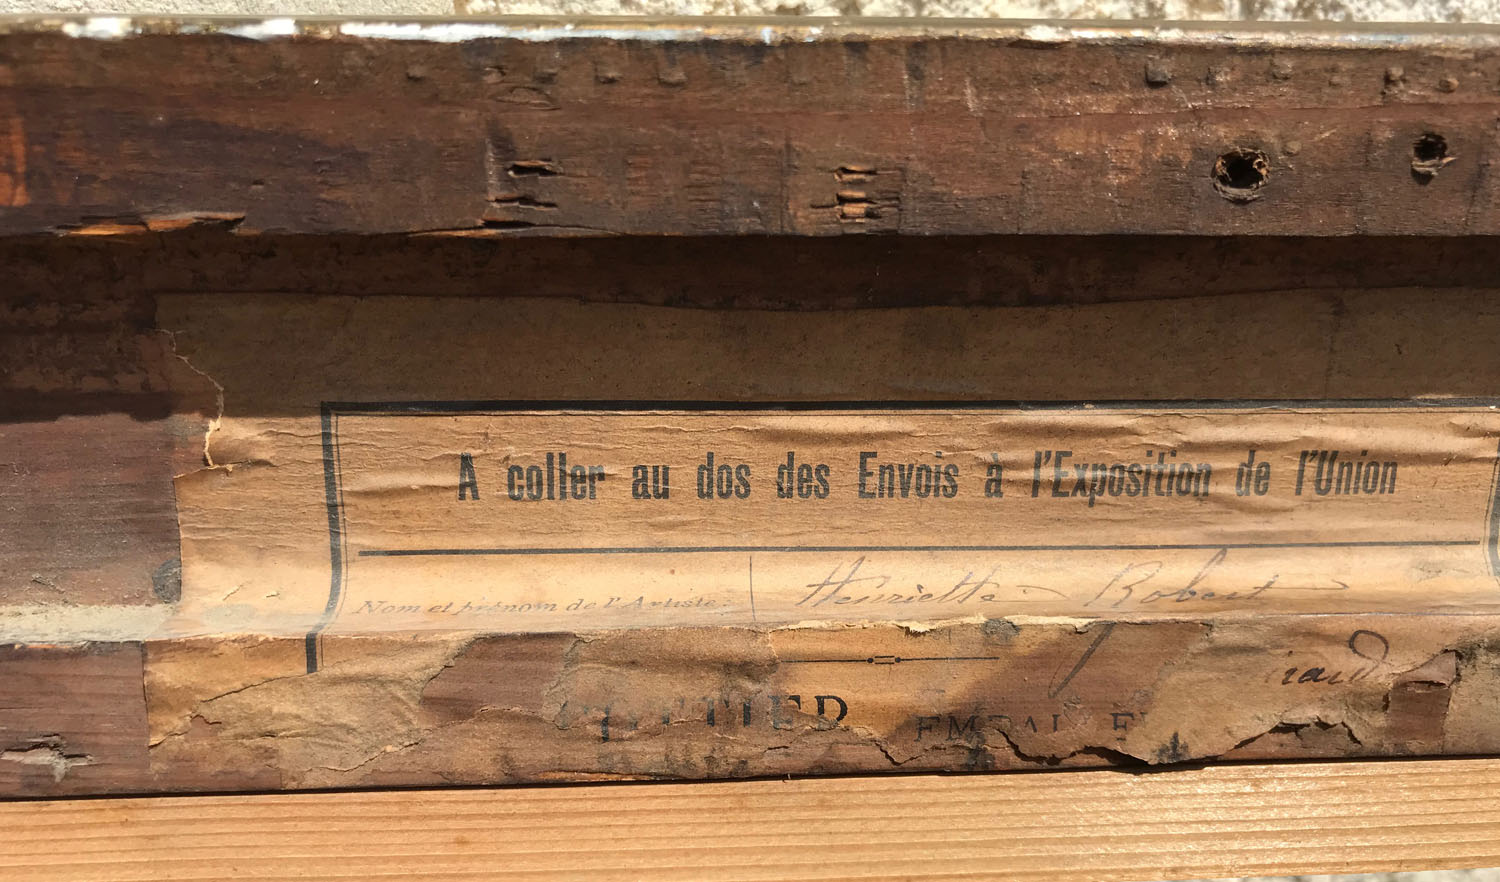 A coller au dos des Envois à l'Exposition de l'Union
Nom et prénom de l'Artiste Henriette Robert